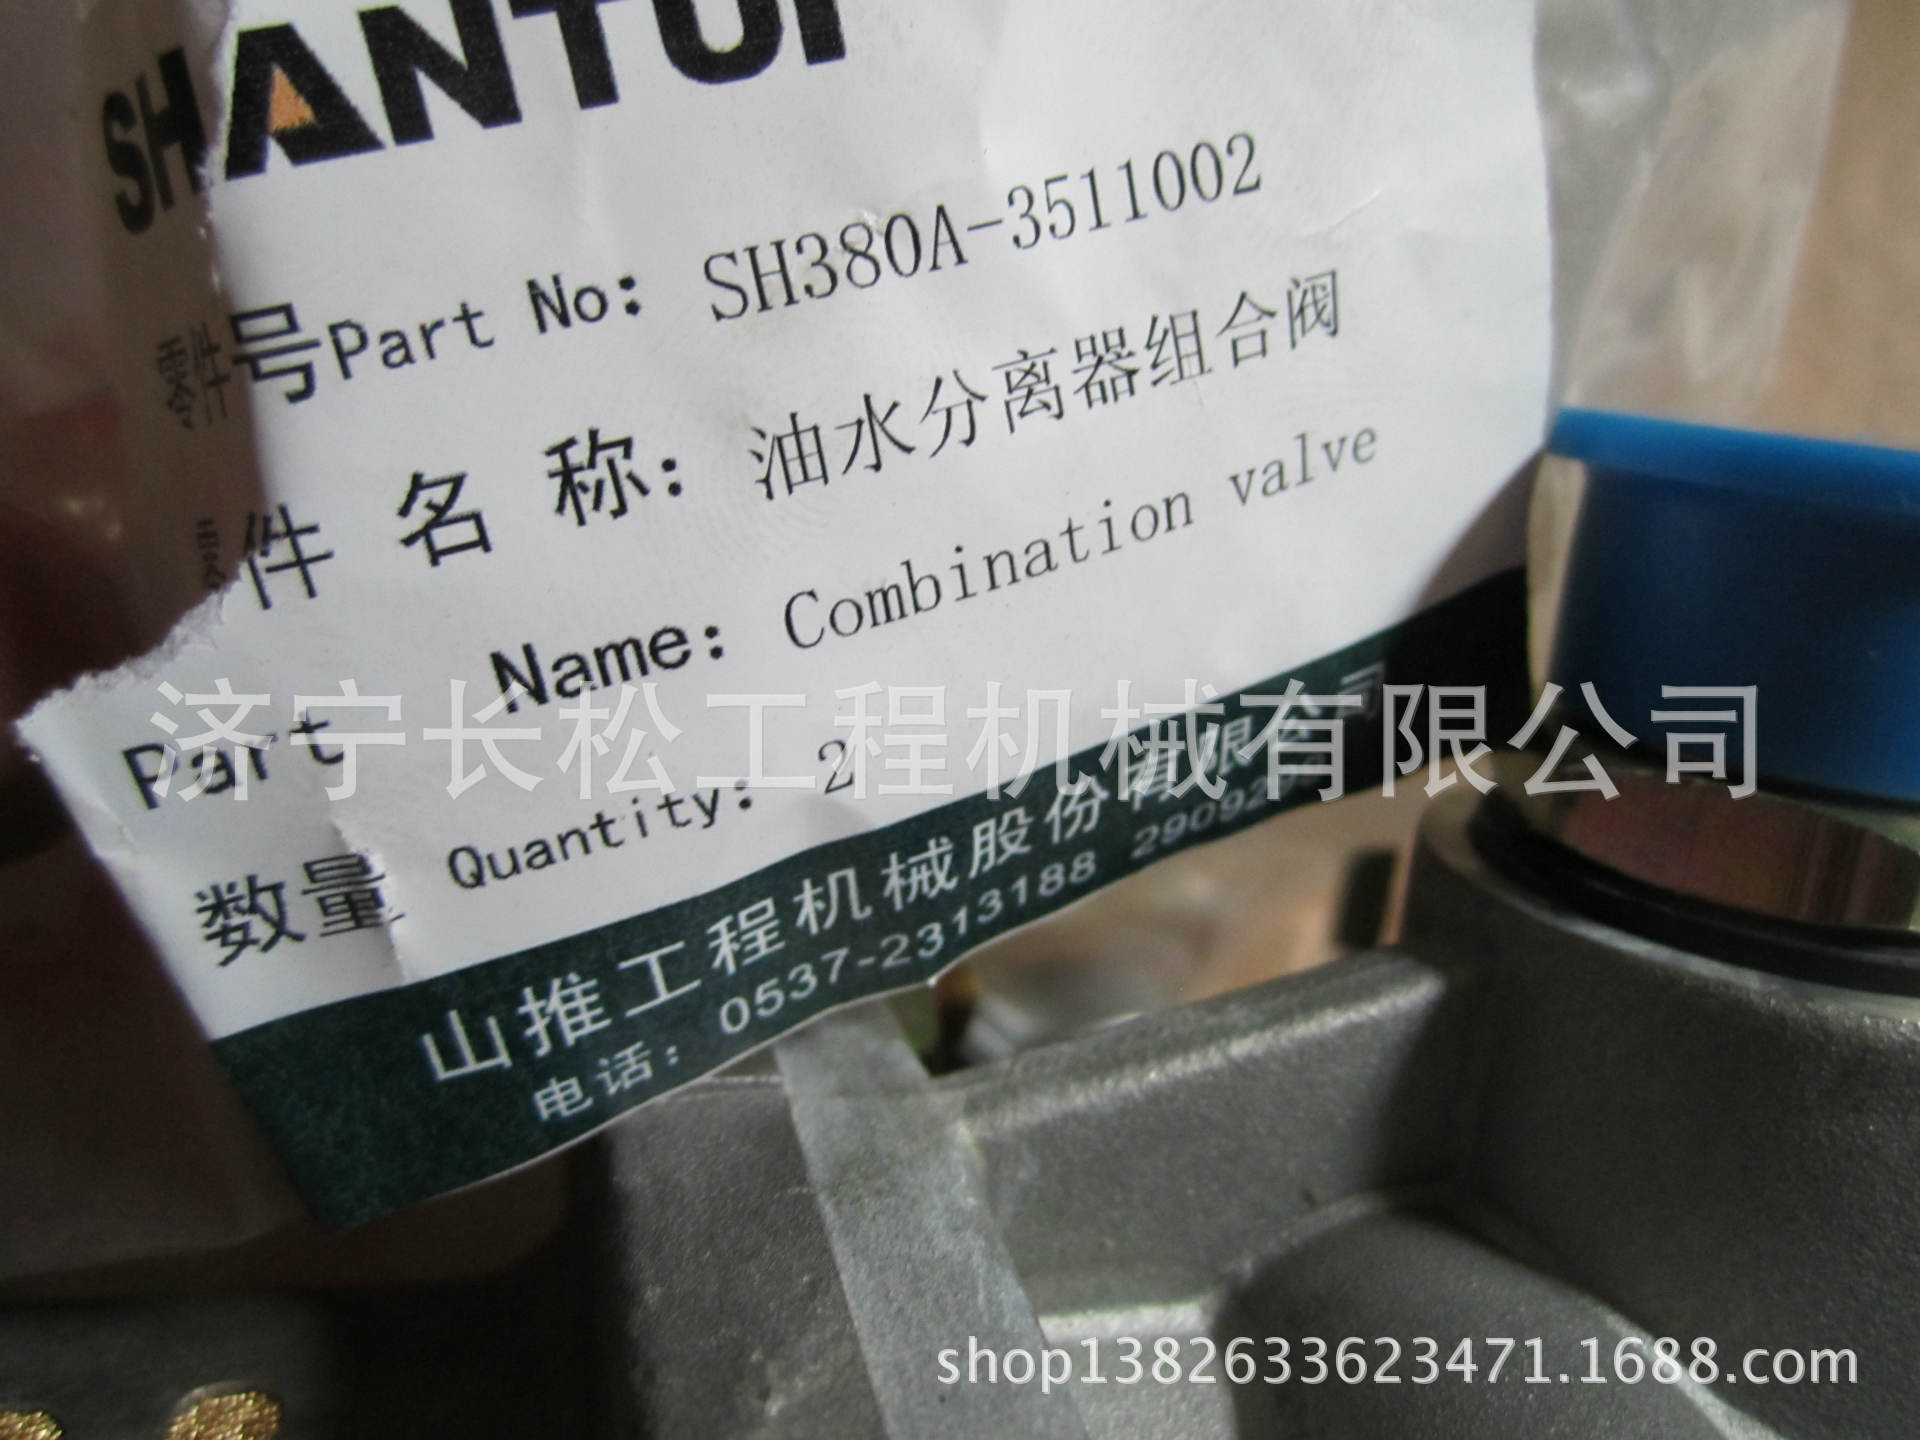 SHANTUI
零件号Part No: SH380A-3511002
件 名 称: 油水分离器组合阀
Part Name: Combination valve
数量 Quantity: 2
山推工程机械股份有限公司
电话: 0537-2313188
济宁长松工程机械有限公司
shop1382633623471.1688.com